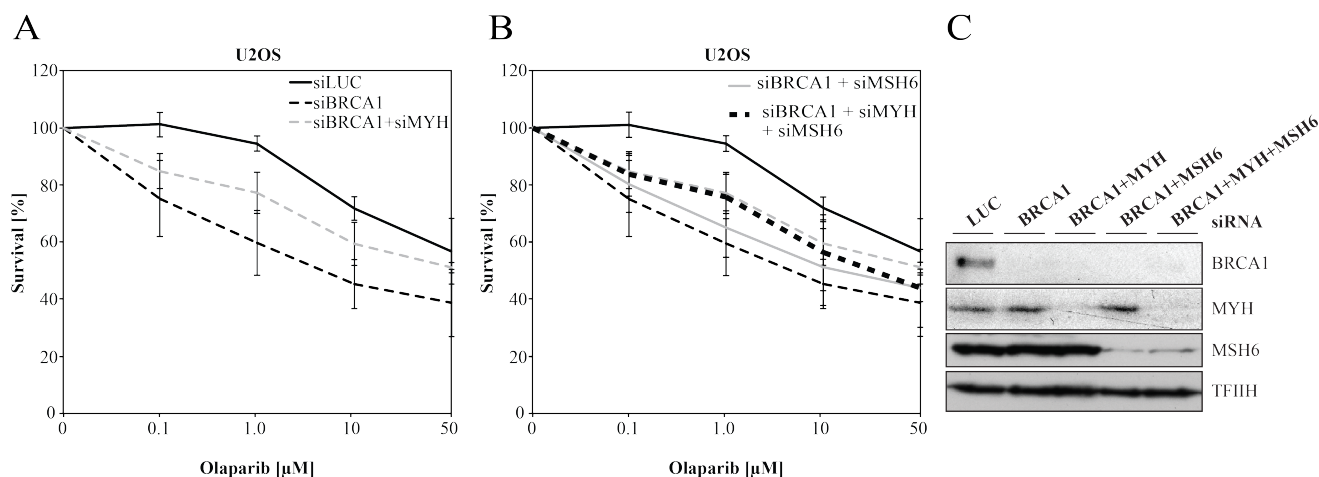 A
U2OS
siLUC
siBRCA1
siBRCA1+siMYH
120
100
80
60
40
20
0
Survival [%]
0 0.1 1.0 10 50
Olaparib [µM]
B
U2OS
siBRCA1 + siMSH6
siBRCA1 + siMYH
+ siMSH6
120
100
80
60
40
20
0
Survival [%]
0 0.1 1.0 10 50
Olaparib [µM]
C
LUC
BRCA1
BRCA1+MYH
BRCA1+MSH6
BRCA1+MYH+MSH6
siRNA
BRCA1
MYH
MSH6
TFIIH